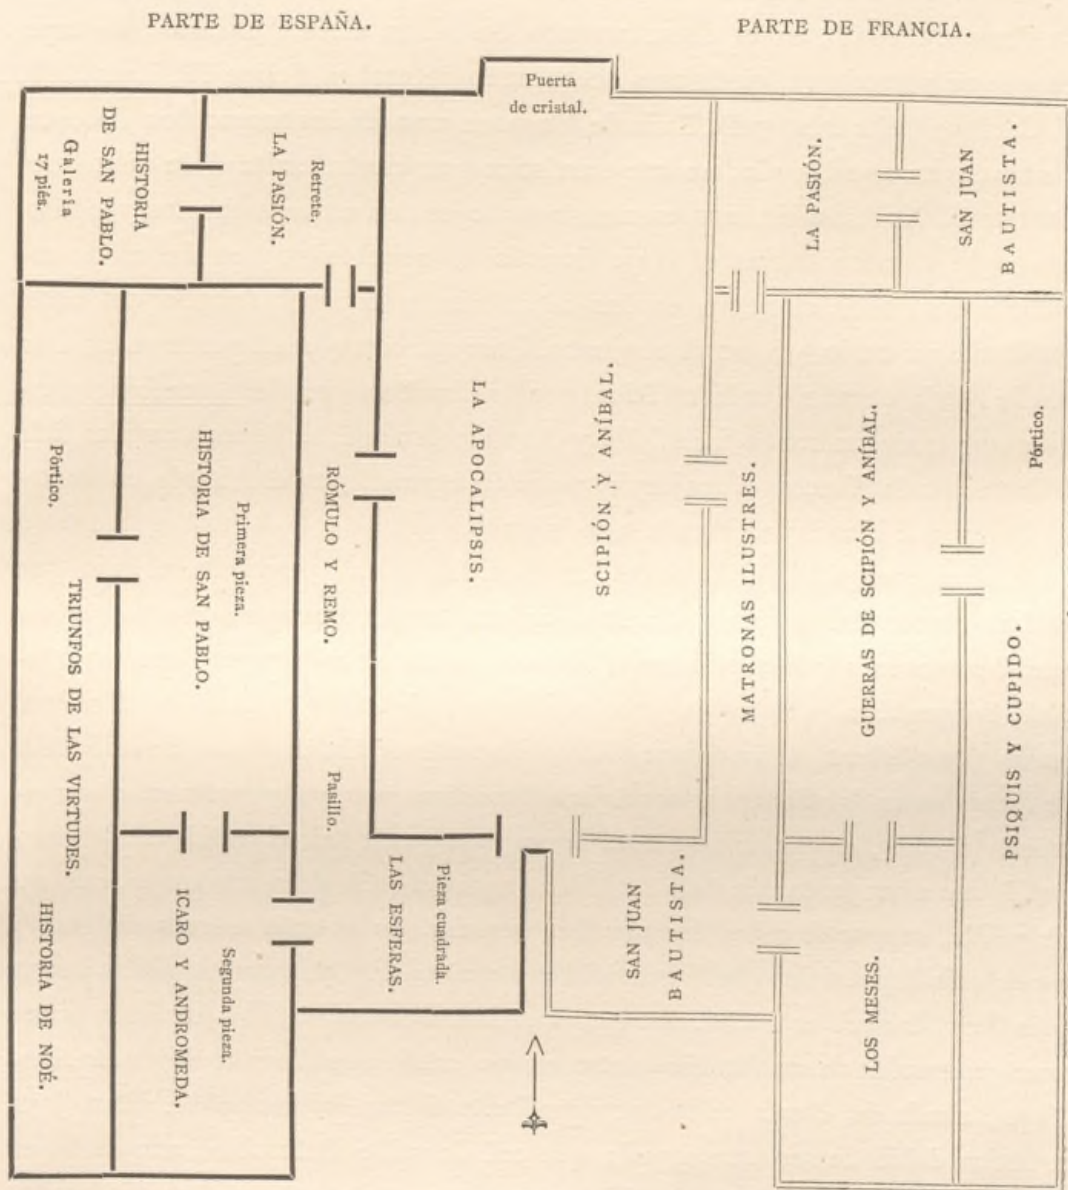 PARTE DE ESPAÑA.
PARTE DE FRANCIA.
Puerta
de cristal.
HISTORIA
DE SAN PABLO.
Galería
17 piés.
Retrete.
LA PASIÓN.
LA PASIÓN.
SAN JUAN
BAUTISTA.
Pórtico.
TRIUNFOS DE LAS VIRTUDES.
HISTORIA DE NOÉ.
Primera pieza.
HISTORIA DE SAN PABLO.
Segunda pieza.
ICARO Y ANDROMEDA.
RÓMULO Y REMO.
Pasillo.
LA APOCALIPSIS.
SCIPIÓN Y ANÍBAL.
Pieza cuadrada.
LAS ESFERAS.
SAN JUAN
BAUTISTA.
MATRONAS ILUSTRES.
GUERRAS DE SCIPIÓN Y ANÍBAL.
LOS MESES.
Pórtico.
PSIQUIS Y CUPIDO.